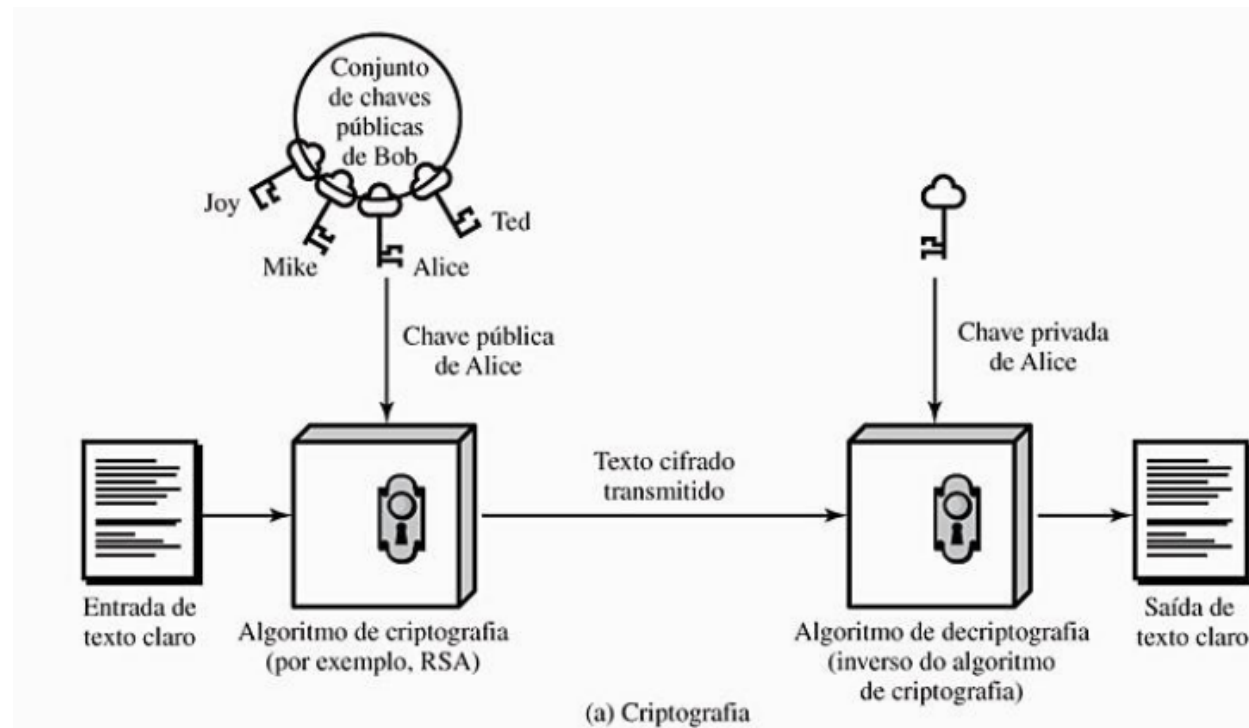 Conjunto
de chaves
públicas
de Bob
Joy
Mike
Alice
Ted
Chave pública
de Alice
Chave privada
de Alice
Texto cifrado
transmitido
Entrada de
texto claro
Algoritmo de criptografia
(por exemplo, RSA)
Algoritmo de decriptografia
(inverso do algoritmo
de criptografia)
Saída de
texto claro
(a) Criptografia